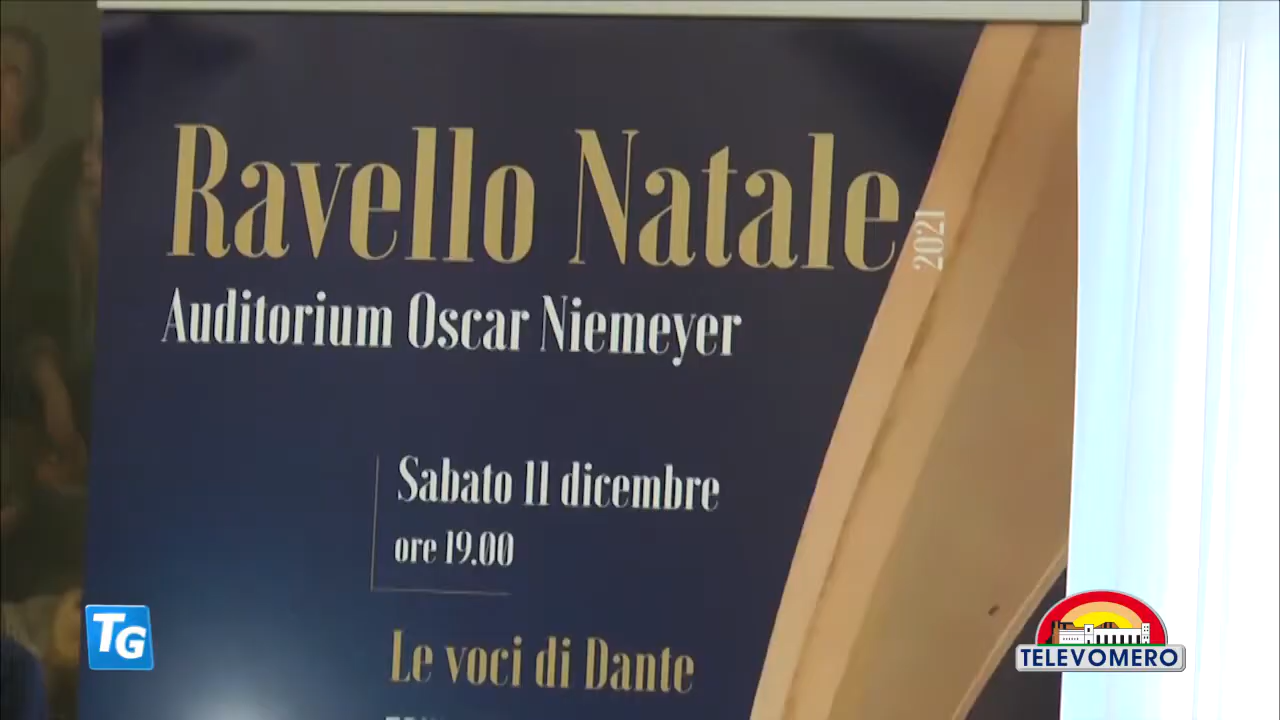 Ravello Natale
2021
Auditorium Oscar Niemeyer
Sabato 11 dicembre
ore 19.00
Le voci di Dante
TG
TELEVOMERO